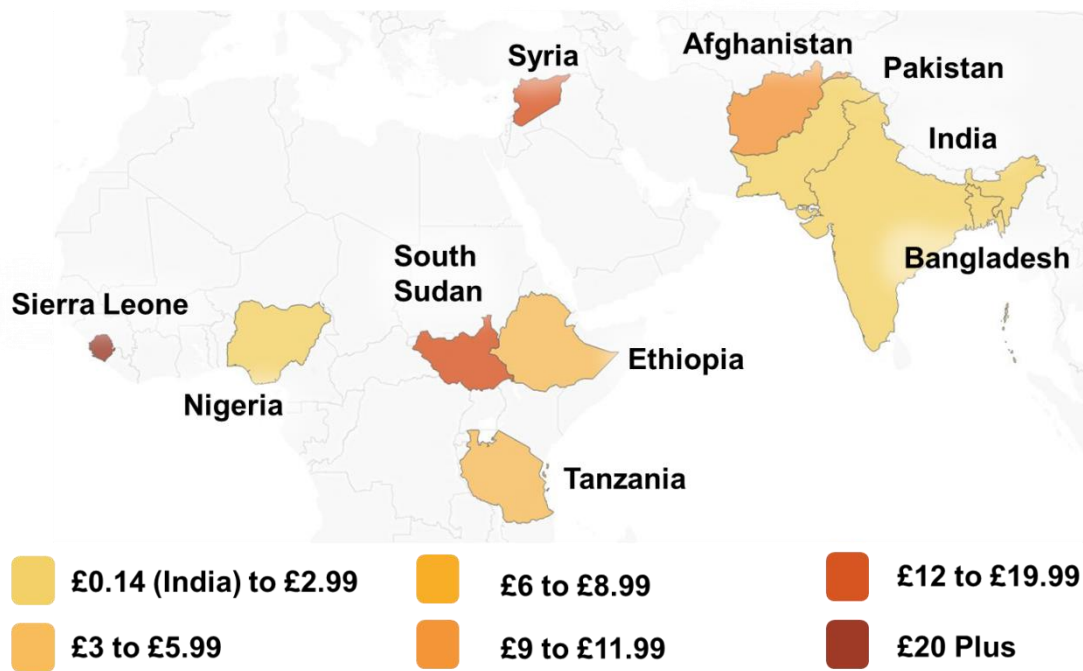 Syria
Afghanistan
Pakistan
India
Bangladesh
South
Sudan
Sierra Leone
Ethiopia
Nigeria
Tanzania
£0.14 (India) to £2.99
£6 to £8.99
£12 to £19.99
£3 to £5.99
£9 to £11.99
£20 Plus